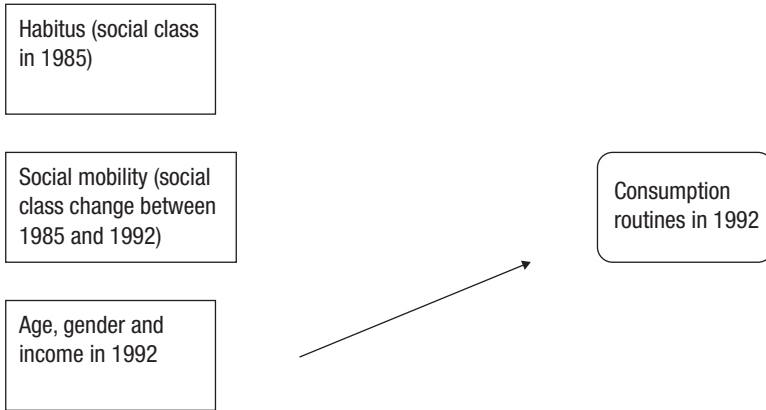 Habitus (social class
in 1985)
Social mobility (social
class change between
1985 and 1992)
Consumption
routines in 1992
Age, gender and
income in 1992